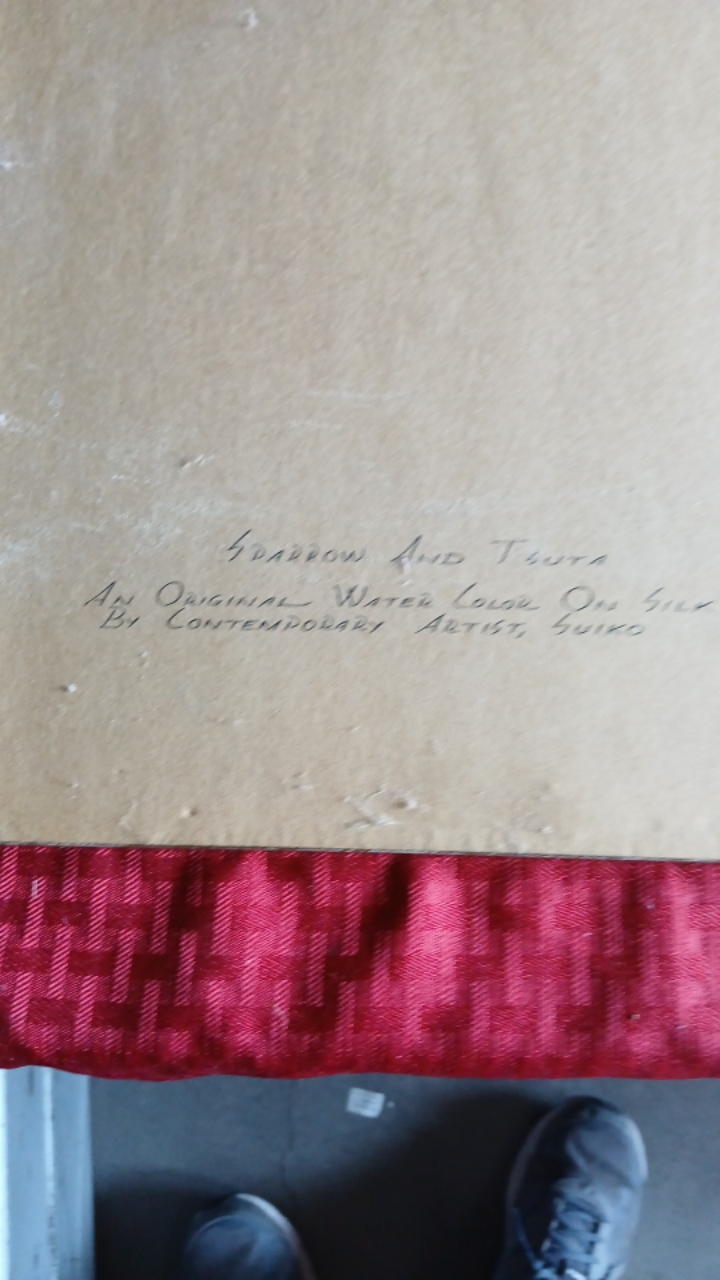 Sparrow And Tsuta
An Original Water Color On Silk
By Contemporary Artist, Suiko